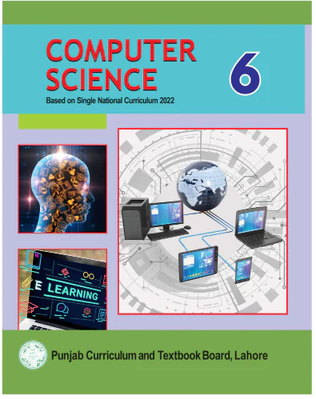 COMPUTER
SCIENCE
6
Based on Single National Curriculum 2022
E LEARNING
Punjab Curriculum and Textbook Board, Lahore